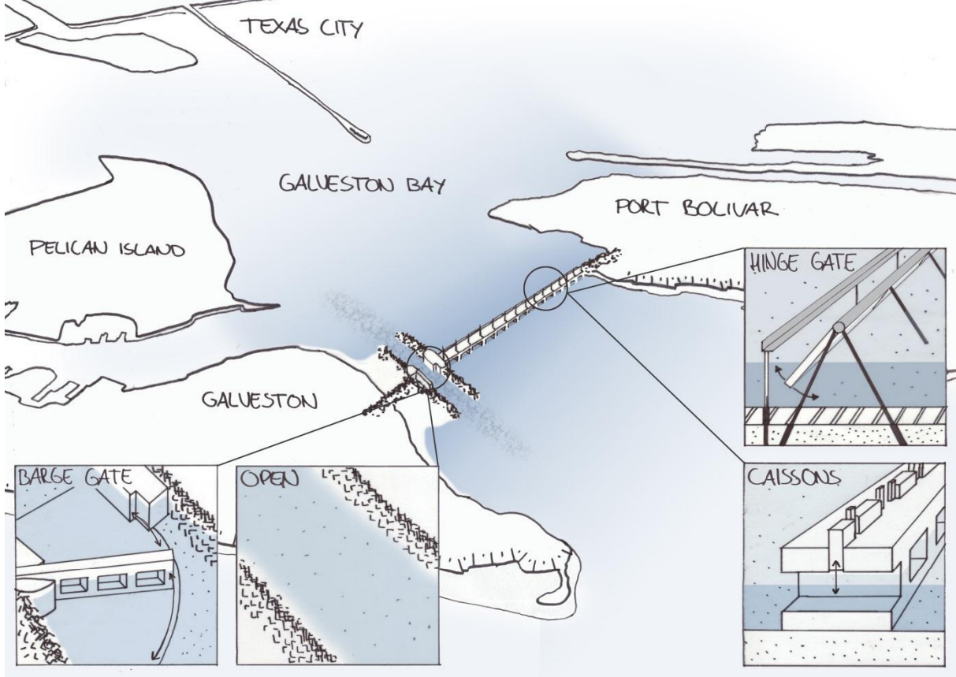 TEXAS CITY
GALVESTON BAY
PORT BOLIVAR
PELICAN ISLAND
HINGE GATE
GALVESTON
BARGE GATE
OPEN
CAISSONS